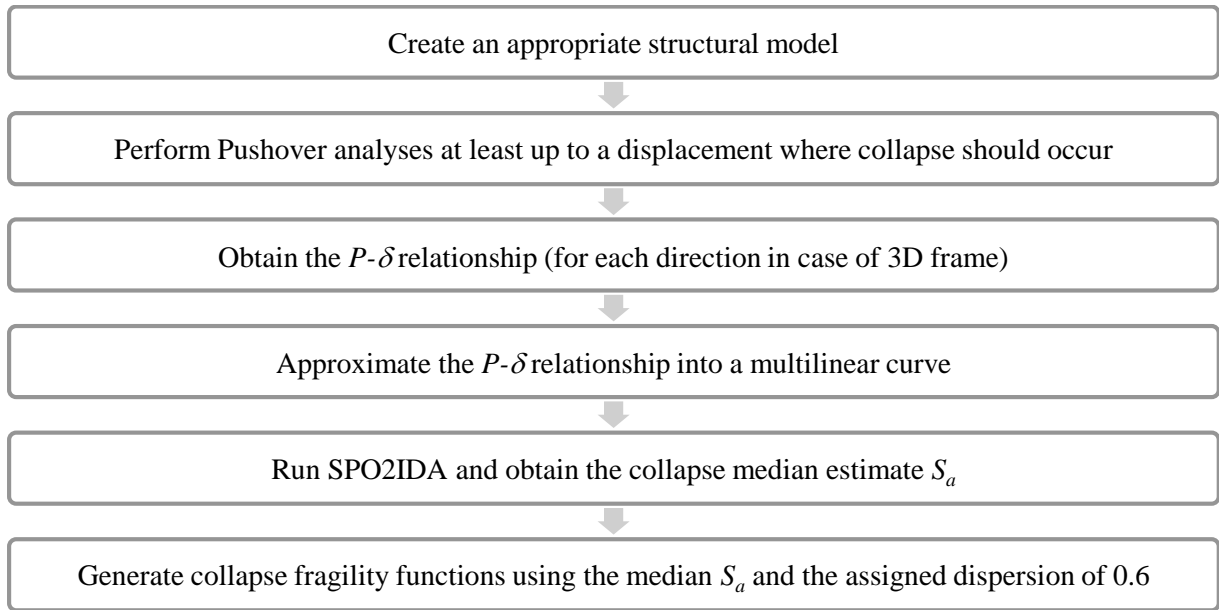 Create an appropriate structural model
Perform Pushover analyses at least up to a displacement where collapse should occur
Obtain the P-δ relationship (for each direction in case of 3D frame)
Approximate the P-δ relationship into a multilinear curve
Run SPO2IDA and obtain the collapse median estimate Sₐ
Generate collapse fragility functions using the median Sₐ and the assigned dispersion of 0.6